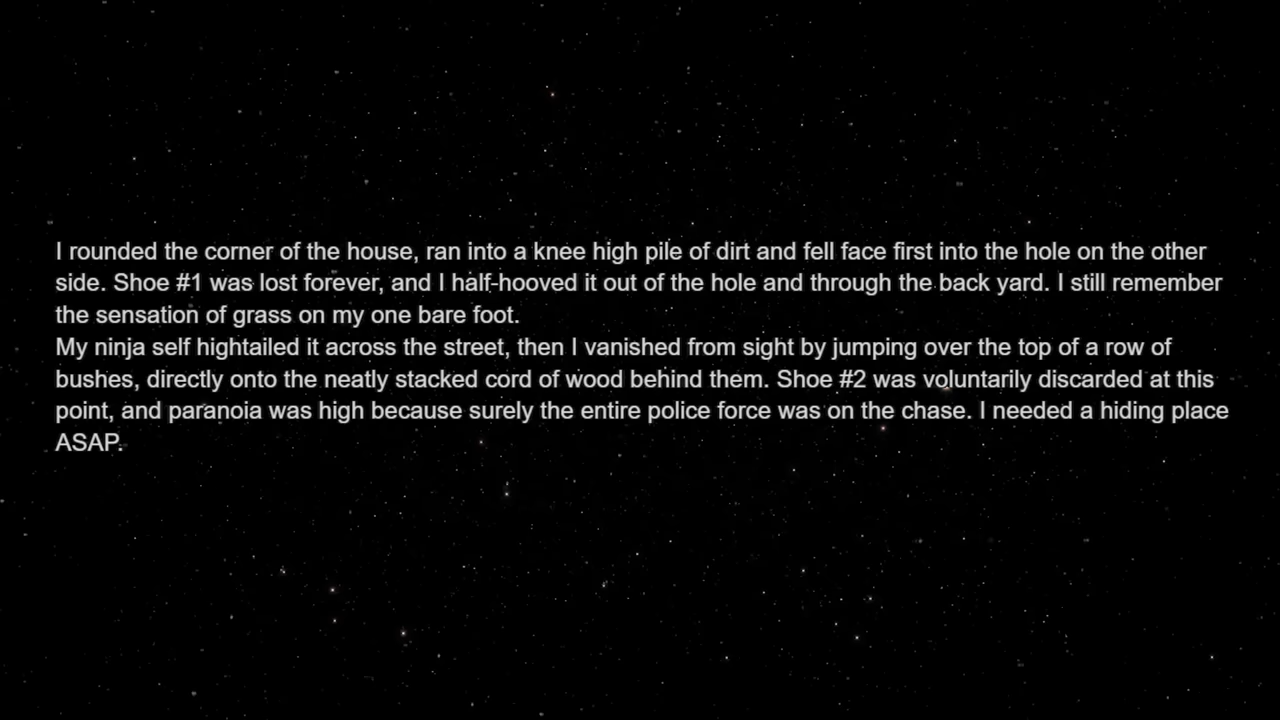 I rounded the corner of the house, ran into a knee high pile of dirt and fell face first into the hole on the other
side. Shoe #1 was lost forever, and I half-hooved it out of the hole and through the back yard. I still remember
the sensation of grass on my one bare foot.
My ninja self hightailed it across the street, then I vanished from sight by jumping over the top of a row of
bushes, directly onto the neatly stacked cord of wood behind them. Shoe #2 was voluntarily discarded at this
point, and paranoia was high because surely the entire police force was on the chase. I needed a hiding place
ASAP.